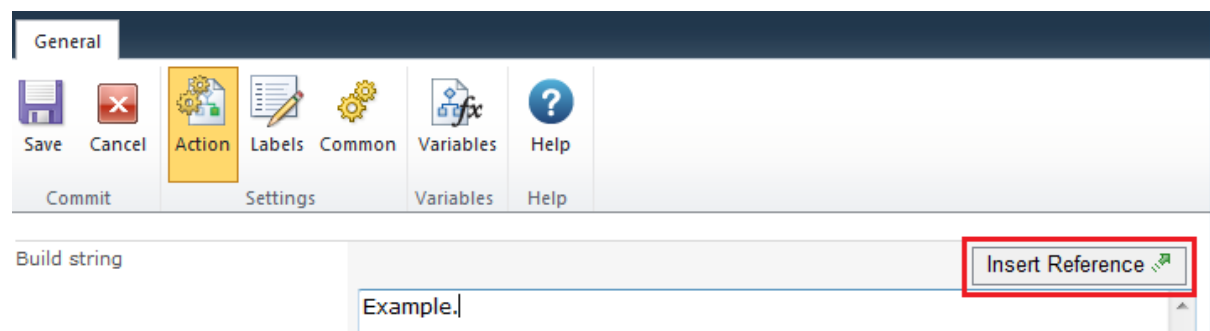 General
Save Cancel Action Labels Common Variables Help
Commit Settings Variables Help
Build string
Insert Reference
Example.